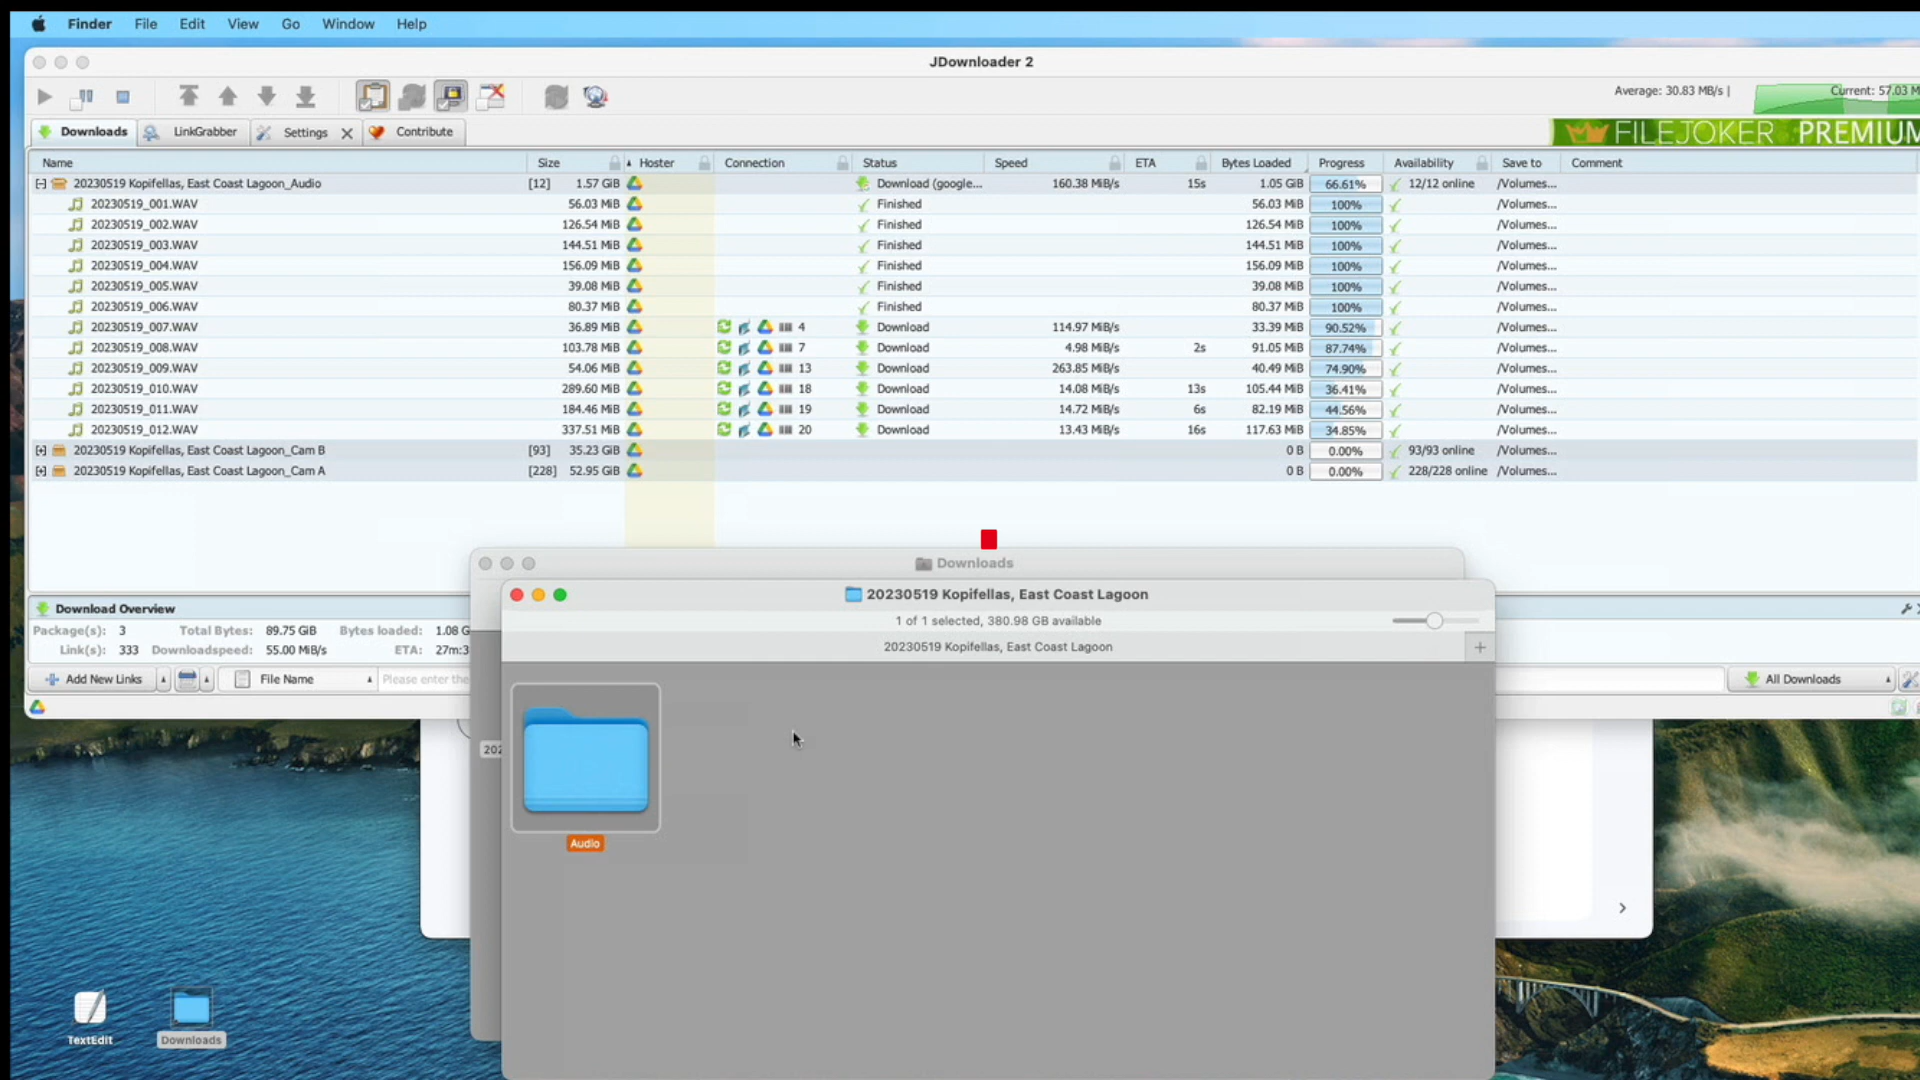 Finder File Edit View Go Window Help
JDownloader 2
Average: 30.83 MB/s | Current: 57.03 M
Downloads LinkGrabber Settings Contribute
FILEJOKER PREMIUM
Name Size Hoster Connection Status Speed ETA Bytes Loaded Progress Availability Save to Comment
20230519 Kopifellas, East Coast Lagoon_Audio [12] 1.57 GiB Download (google... 160.38 MiB/s 15s 1.05 GiB 66.61% 12/12 online /Volumes...
20230519_001.WAV 56.03 MiB Finished 56.03 MiB 100% /Volumes...
20230519_002.WAV 126.54 MiB Finished 126.54 MiB 100% /Volumes...
20230519_003.WAV 144.51 MiB Finished 144.51 MiB 100% /Volumes...
20230519_004.WAV 156.09 MiB Finished 156.09 MiB 100% /Volumes...
20230519_005.WAV 39.08 MiB Finished 39.08 MiB 100% /Volumes...
20230519_006.WAV 80.37 MiB Finished 80.37 MiB 100% /Volumes...
20230519_007.WAV 36.89 MiB 4 Download 114.97 MiB/s 33.39 MiB 90.52% /Volumes...
20230519_008.WAV 103.78 MiB 7 Download 4.98 MiB/s 2s 91.05 MiB 87.74% /Volumes...
20230519_009.WAV 54.06 MiB 13 Download 263.85 MiB/s 40.49 MiB 74.90% /Volumes...
20230519_010.WAV 289.60 MiB 18 Download 14.08 MiB/s 13s 105.44 MiB 36.41% /Volumes...
20230519_011.WAV 184.46 MiB 19 Download 14.72 MiB/s 6s 82.19 MiB 44.56% /Volumes...
20230519_012.WAV 337.51 MiB 20 Download 13.43 MiB/s 16s 117.63 MiB 34.85% /Volumes...
20230519 Kopifellas, East Coast Lagoon_Cam B [93] 35.23 GiB 0 B 0.00% 93/93 online /Volumes...
20230519 Kopifellas, East Coast Lagoon_Cam A [228] 52.95 GiB 0 B 0.00% 228/228 online /Volumes...
Downloads
20230519 Kopifellas, East Coast Lagoon
1 of 1 selected, 380.98 GB available
20230519 Kopifellas, East Coast Lagoon
Download Overview
Package(s): 3 Total Bytes: 89.75 GiB Bytes loaded: 1.08 G
Link(s): 333 Downloadspeed: 55.00 MiB/s ETA: 27m:3
Add New Links File Name Please enter the All Downloads
202
Audio
TextEdit Downloads